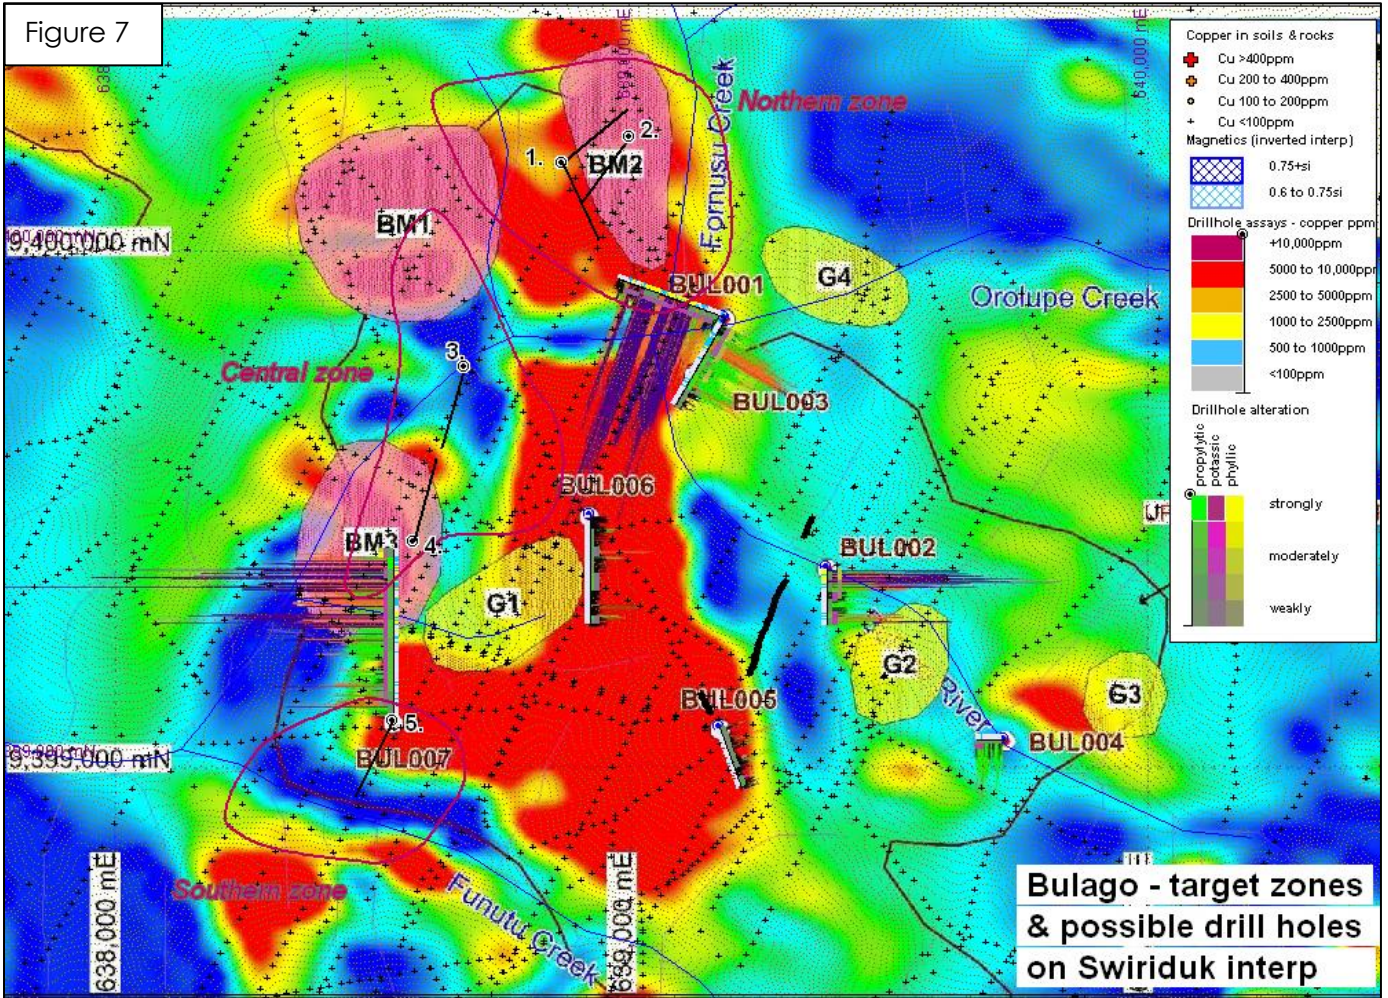 Figure 7
Northern zone
Fornusu Creek
1.
2.
BM2
BM1
9,400,000 mN
BUL001
G4
Orotupe Creek
3.
Central zone
BUL003
BUL006
BM3
4.
G1
BUL002
G2
River
G3
BUL005
BUL004
5.
BUL007
9,399,000 mN
Southern zone
Funutu Creek
638,000 mE
639,000 mE
640,000 mE
Copper in soils & rocks
Cu >400ppm
Cu 200 to 400ppm
Cu 100 to 200ppm
Cu <100ppm
Magnetics (inverted interp)
0.75+si
0.6 to 0.75si
Drillhole assays - copper ppm
+10,000ppm
5000 to 10,000ppm
2500 to 5000ppm
1000 to 2500ppm
500 to 1000ppm
<100ppm
Drillhole alteration
propylytic
potassic
phyllic
strongly
moderately
weakly
Bulago - target zones
& possible drill holes
on Swiriduk interp